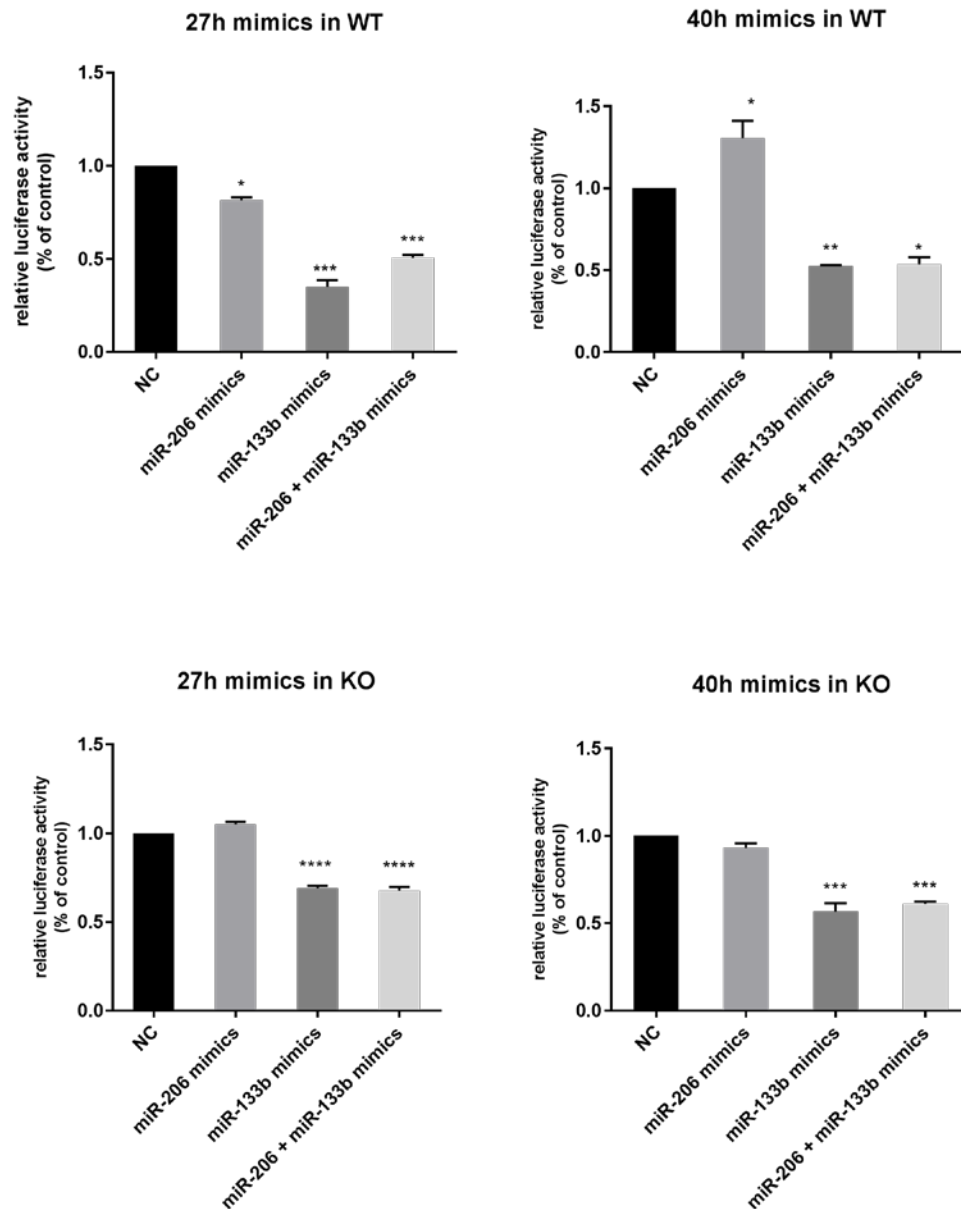 27h mimics in WT
relative luciferase activity
(% of control)
1.5
1.0
0.5
0.0
*
***
***
NC
miR-206 mimics
miR-133b mimics
miR-206 + miR-133b mimics
40h mimics in WT
relative luciferase activity
(% of control)
1.5
1.0
0.5
0.0
*
**
*
NC
miR-206 mimics
miR-133b mimics
miR-206 + miR-133b mimics
27h mimics in KO
relative luciferase activity
(% of control)
1.5
1.0
0.5
0.0
****
****
NC
miR-206 mimics
miR-133b mimics
miR-206 + miR-133b mimics
40h mimics in KO
relative luciferase activity
(% of control)
1.5
1.0
0.5
0.0
***
***
NC
miR-206 mimics
miR-133b mimics
miR-206 + miR-133b mimics